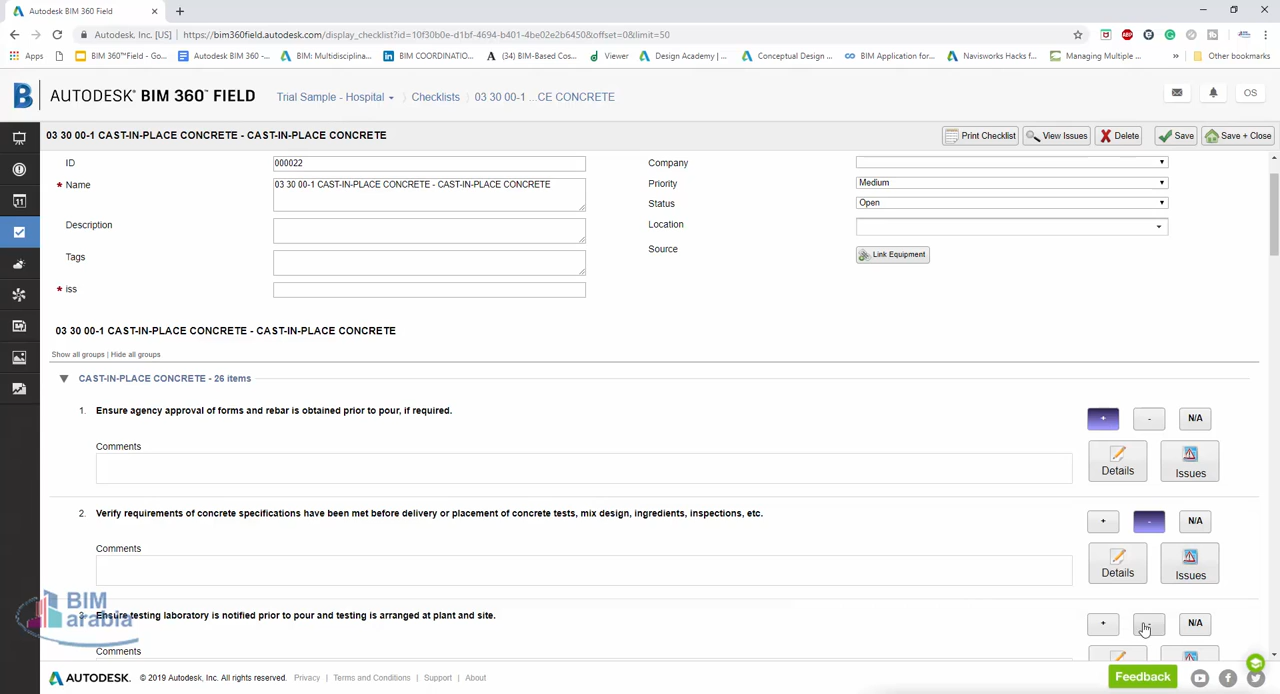 Autodesk BIM 360 Field
Autodesk, Inc. [US] | https://bim360field.autodesk.com/display_checklist?id=10f30b0e-d1bf-4694-b401-4be02e2b6450&offset=0&limit=50
Apps BIM 360™Field - Go... Autodesk BIM 360 -... BIM: Multidisciplina... BIM COORDINATIO... (34) BIM-Based Cos... Viewer Design Academy |... Conceptual Design ... BIM Application for... Navisworks Hacks f... Managing Multiple ... » Other bookmarks
AUTODESK® BIM 360™ FIELD Trial Sample - Hospital Checklists 03 30 00-1 ...CE CONCRETE OS
03 30 00-1 CAST-IN-PLACE CONCRETE - CAST-IN-PLACE CONCRETE Print Checklist View Issues Delete Save Save + Close
ID 000022 Company
* Name 03 30 00-1 CAST-IN-PLACE CONCRETE - CAST-IN-PLACE CONCRETE Priority Medium
Status Open
Description Location
Tags Source Link Equipment
* iss
03 30 00-1 CAST-IN-PLACE CONCRETE - CAST-IN-PLACE CONCRETE
Show all groups | Hide all groups
CAST-IN-PLACE CONCRETE - 26 items
1. Ensure agency approval of forms and rebar is obtained prior to pour, if required. + - N/A
Comments
Details Issues
2. Verify requirements of concrete specifications have been met before delivery or placement of concrete tests, mix design, ingredients, inspections, etc. + - N/A
Comments
Details Issues
BIM
arabia
3. Ensure testing laboratory is notified prior to pour and testing is arranged at plant and site. + - N/A
Comments
AUTODESK. © 2019 Autodesk, Inc. All rights reserved. Privacy | Terms and Conditions | Support | About Feedback